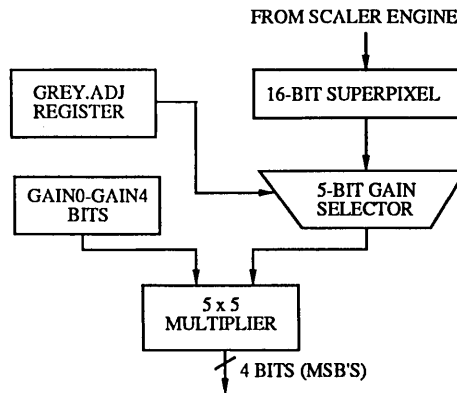 FROM SCALER ENGINE
GREY.ADJ
REGISTER
16-BIT SUPERPIXEL
GAIN0-GAIN4
BITS
5-BIT GAIN
SELECTOR
5 x 5
MULTIPLIER
4 BITS (MSB'S)